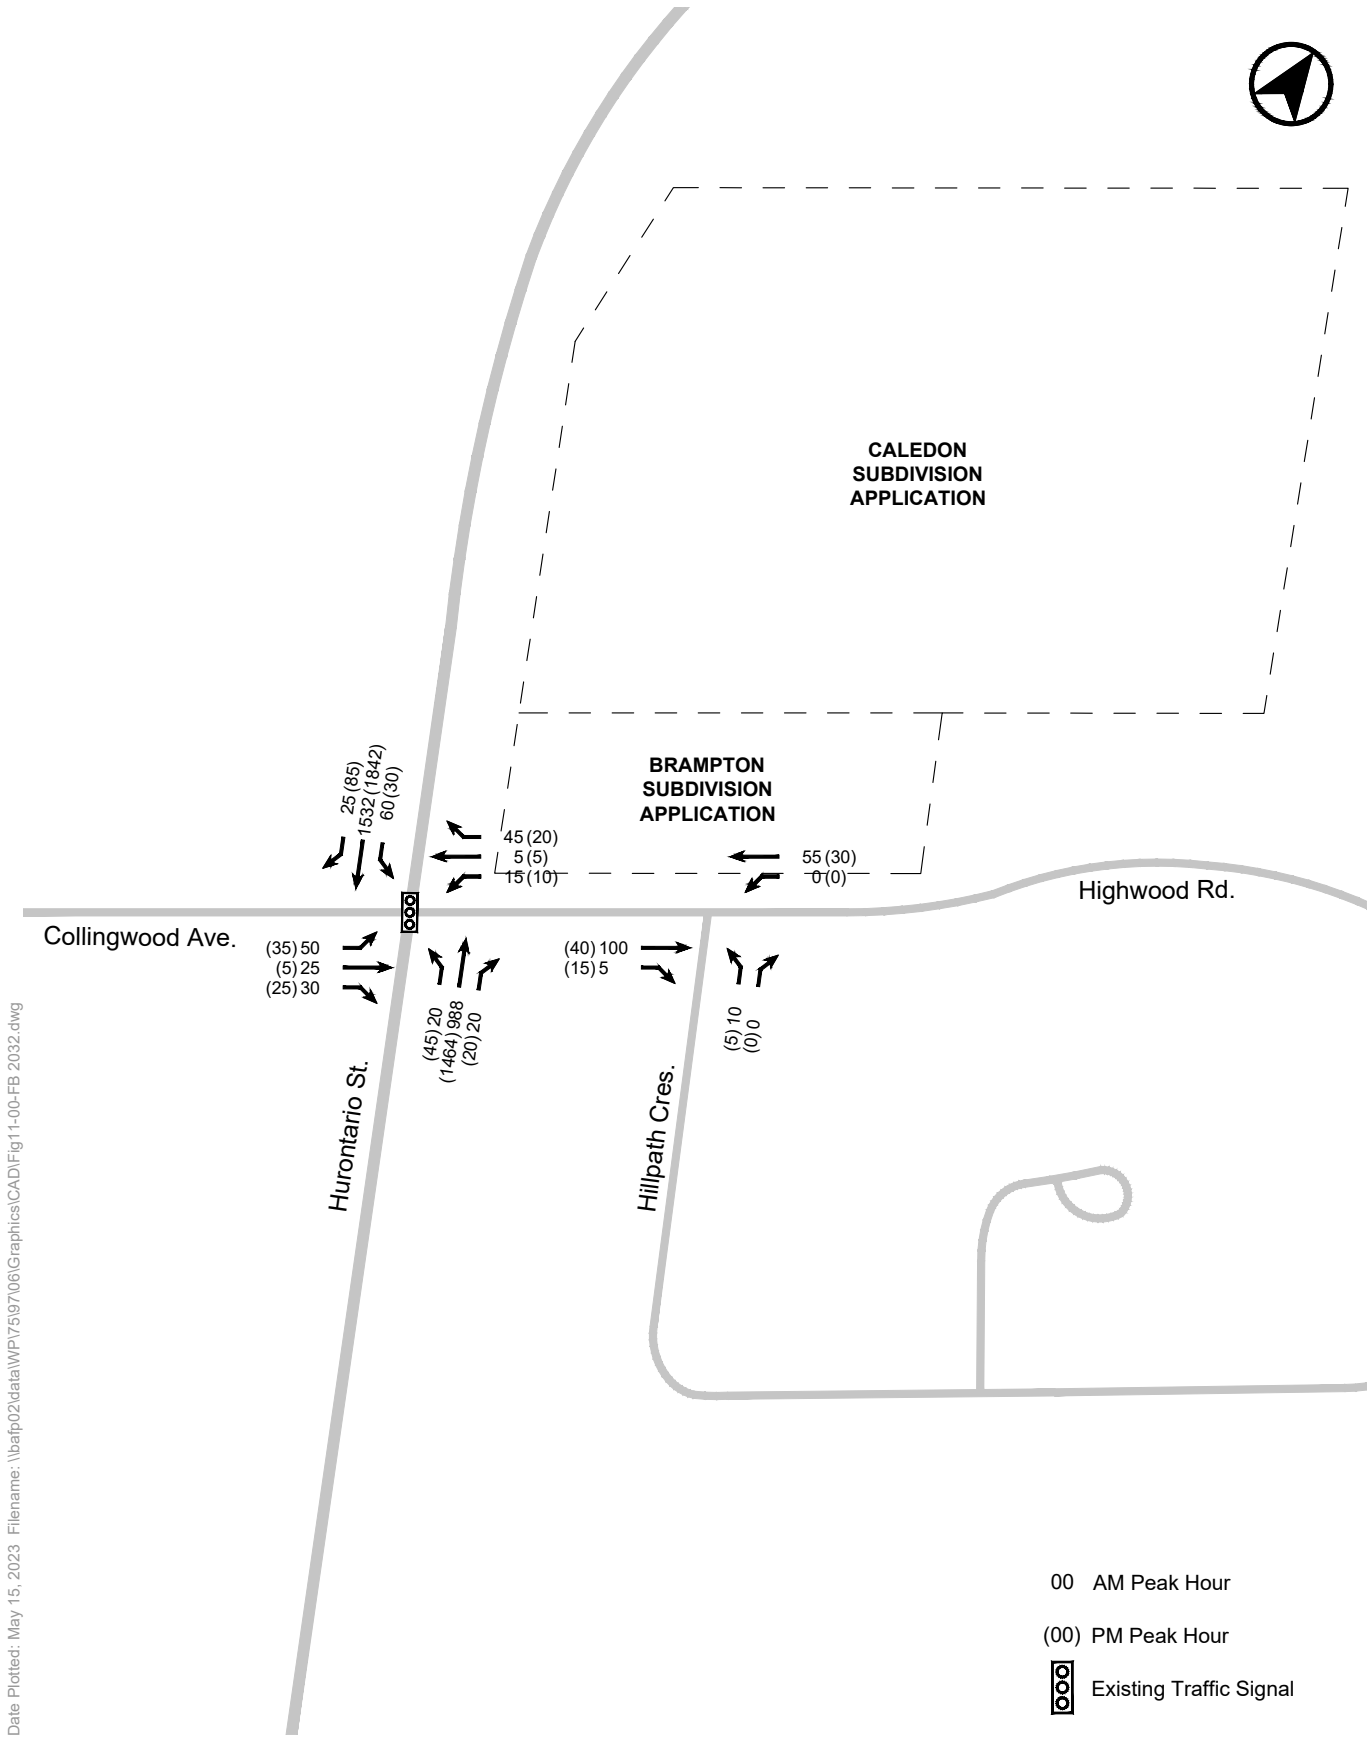 CALEDON
SUBDIVISION
APPLICATION
BRAMPTON
SUBDIVISION
APPLICATION
25 (85)
1532 (1842)
60 (30)
45 (20)
5 (5)
15 (10)
55 (30)
0 (0)
Highwood Rd.
Collingwood Ave.
(35) 50
(5) 25
(25) 30
(45) 20
(1464) 988
(20) 20
(40) 100
(15) 5
(5) 10
(0) 0
Hurontario St.
Hillpath Cres.
00 AM Peak Hour
(00) PM Peak Hour
Existing Traffic Signal
Date Plotted: May 15, 2023 Filename: \\bafp02\data\WP\75\97\06\Graphics\CAD\Fig11-00-FB 2032.dwg